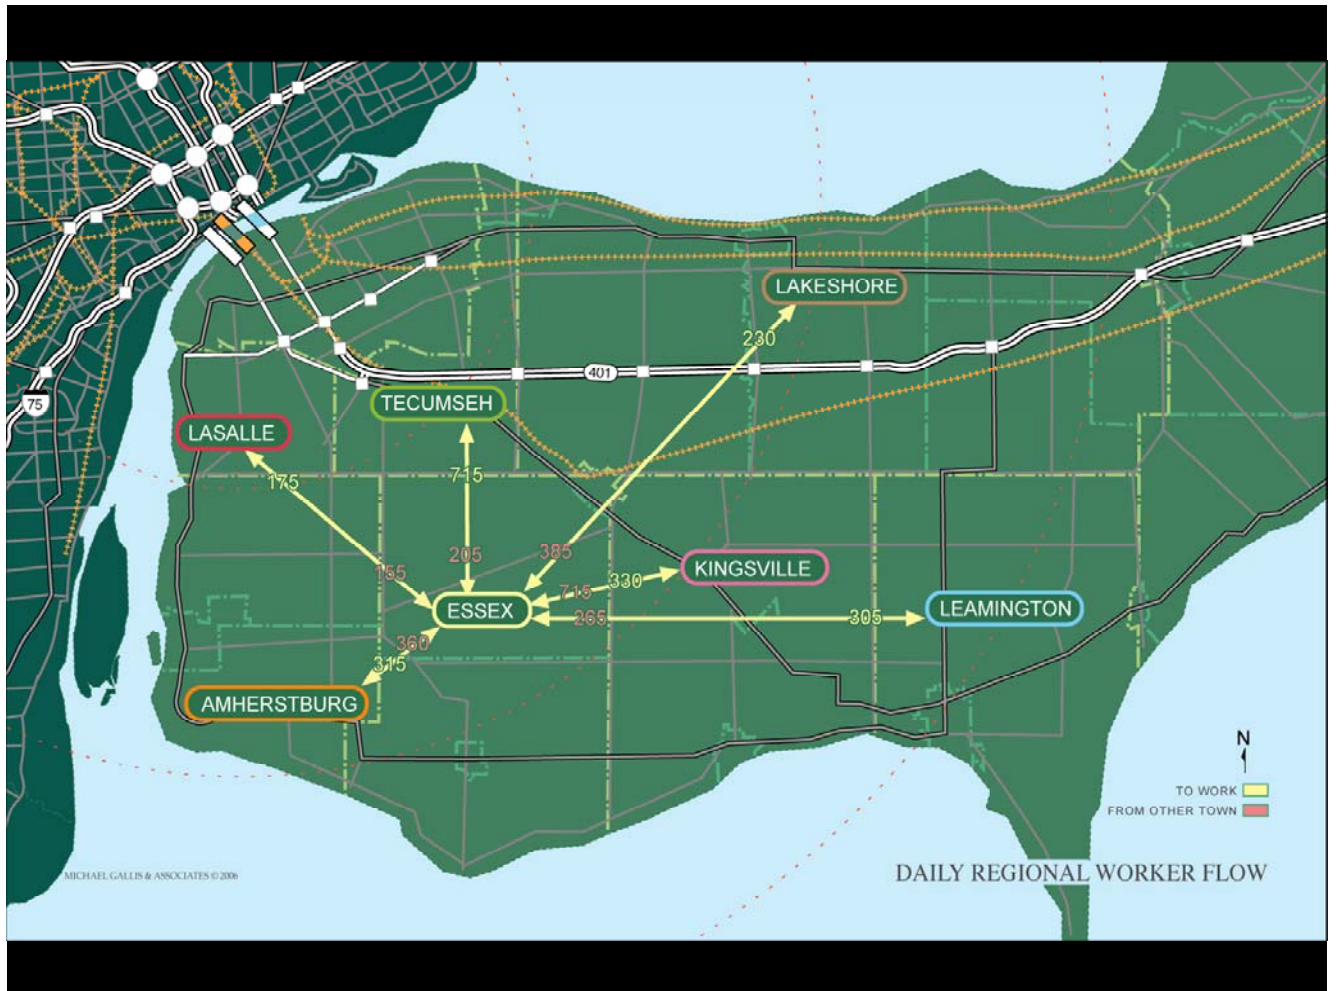 LAKESHORE
230
401
75
TECUMSEH
LASALLE
715
175
205
385
155
715
330
KINGSVILLE
ESSEX
265
305
LEAMINGTON
360
315
AMHERSTBURG
N
TO WORK
FROM OTHER TOWN
MICHAEL GALLIS & ASSOCIATES © 2006
DAILY REGIONAL WORKER FLOW